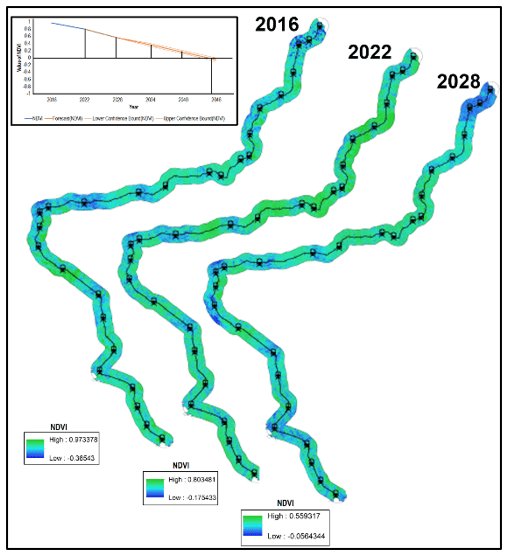 2016
2022
2028
Values(NDVI)
1
0.8
0.6
0.4
0.2
0
-0.2
-0.4
-0.6
-0.8
-1
2016 2022 2028 2034 2040 2046
Year
NDVI Forecast(NDVI) Lower Confidence Bound(NDVI) Upper Confidence Bound(NDVI)
NDVI
High : 0.973378
Low : -0.36543
NDVI
High : 0.803481
Low : -0.175433
NDVI
High : 0.559317
Low : -0.0564344